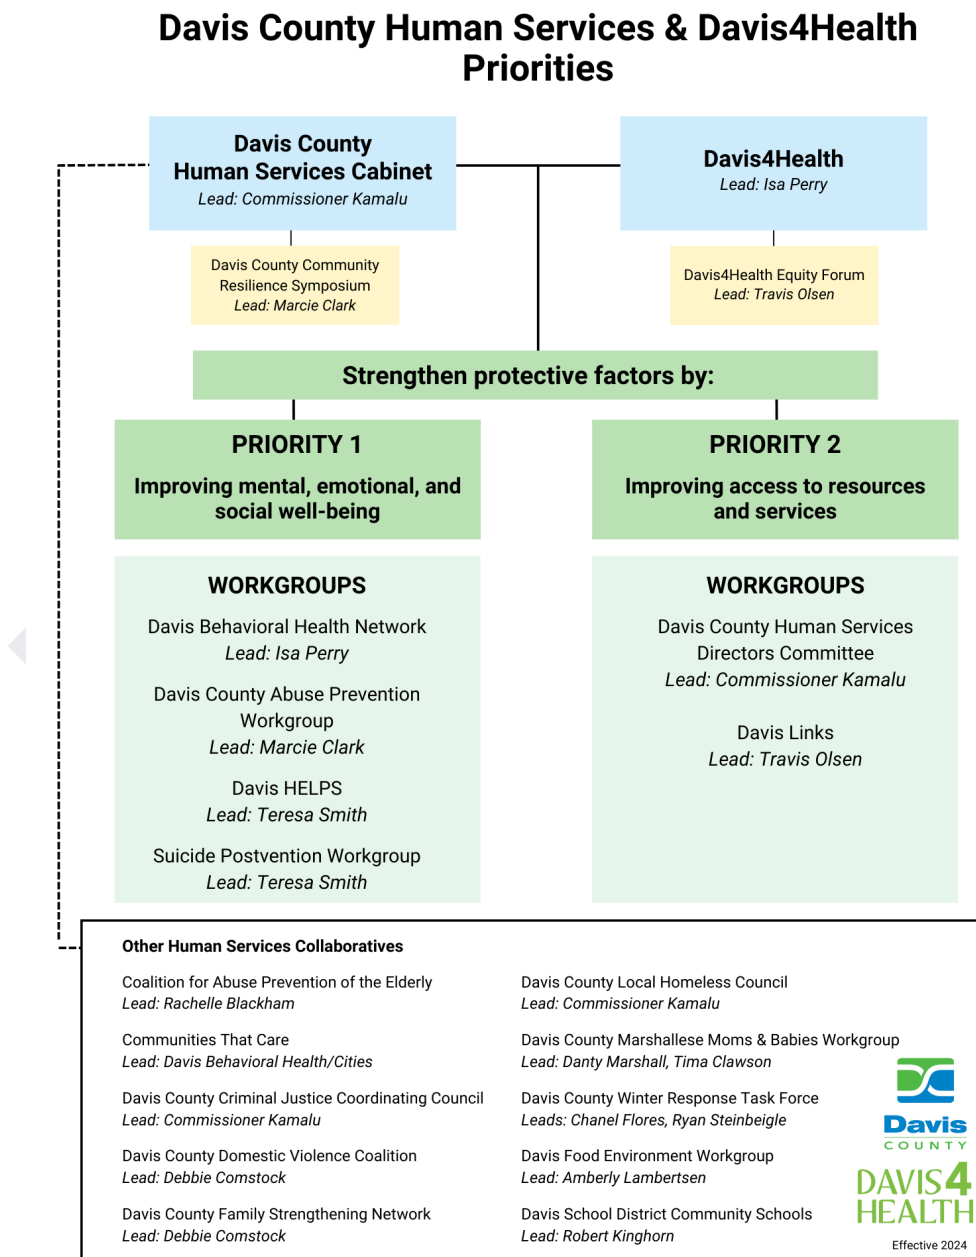 Davis County Human Services & Davis4Health
Priorities
Davis County
Human Services Cabinet
Lead: Commissioner Kamalu
Davis4Health
Lead: Isa Perry
Davis County Community
Resilience Symposium
Lead: Marcie Clark
Davis4Health Equity Forum
Lead: Travis Olsen
Strengthen protective factors by:
PRIORITY 1
Improving mental, emotional, and
social well-being
PRIORITY 2
Improving access to resources
and services
WORKGROUPS
Davis Behavioral Health Network
Lead: Isa Perry
Davis County Abuse Prevention
Workgroup
Lead: Marcie Clark
Davis HELPS
Lead: Teresa Smith
Suicide Postvention Workgroup
Lead: Teresa Smith
WORKGROUPS
Davis County Human Services
Directors Committee
Lead: Commissioner Kamalu
Davis Links
Lead: Travis Olsen
Other Human Services Collaboratives
Coalition for Abuse Prevention of the Elderly
Lead: Rachelle Blackham
Communities That Care
Lead: Davis Behavioral Health/Cities
Davis County Criminal Justice Coordinating Council
Lead: Commissioner Kamalu
Davis County Domestic Violence Coalition
Lead: Debbie Comstock
Davis County Family Strengthening Network
Lead: Debbie Comstock
Davis County Local Homeless Council
Lead: Commissioner Kamalu
Davis County Marshallese Moms & Babies Workgroup
Lead: Danty Marshall, Tima Clawson
Davis County Winter Response Task Force
Leads: Chanel Flores, Ryan Steinbeigle
Davis Food Environment Workgroup
Lead: Amberly Lambertsen
Davis School District Community Schools
Lead: Robert Kinghorn
Davis
COUNTY
DAVIS4
HEALTH
Effective 2024